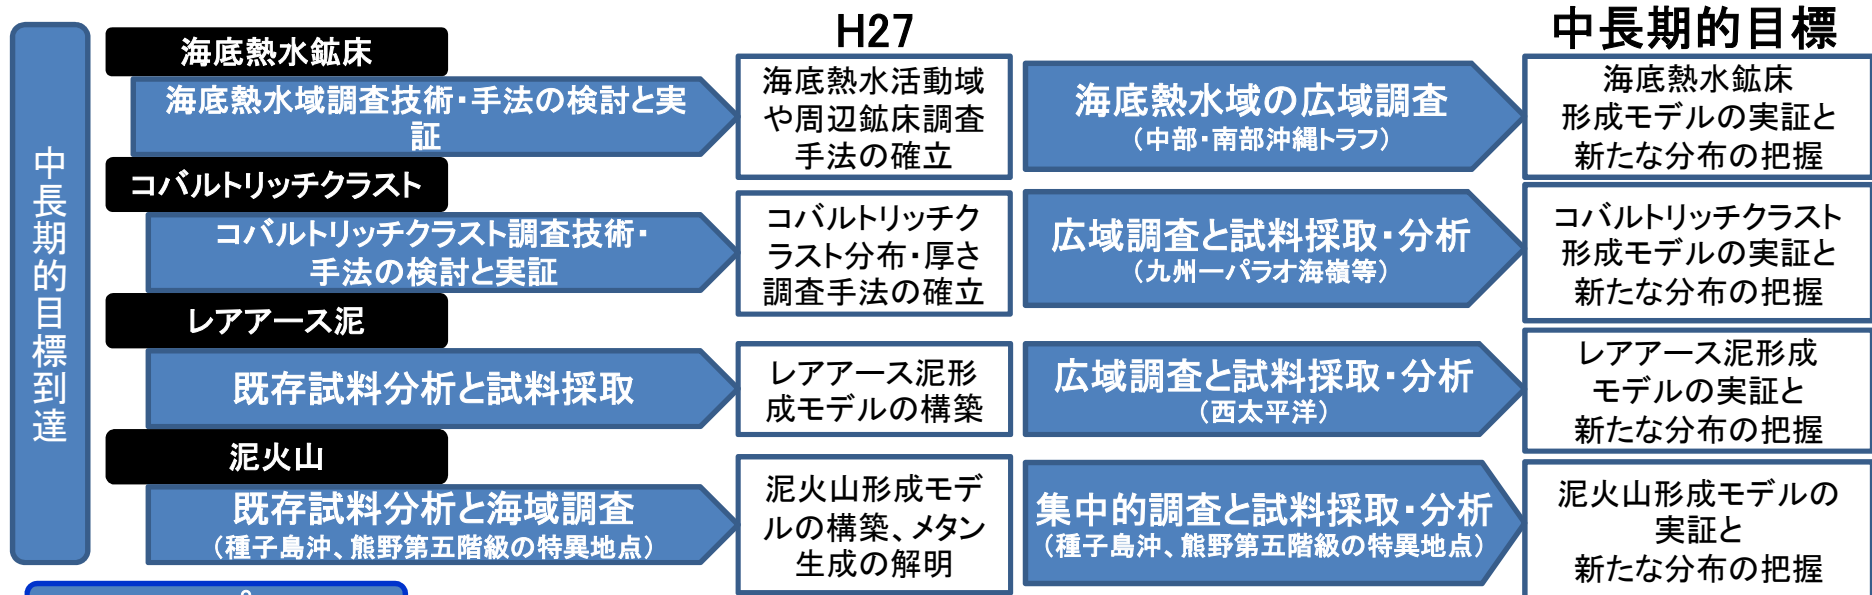 中長期的目標到達
H27
中長期的目標
海底熱水鉱床
海底熱水域調査技術・手法の検討と実
証
海底熱水活動域
や周辺鉱床調査
手法の確立
海底熱水域の広域調査
（中部・南部沖縄トラフ）
海底熱水鉱床
形成モデルの実証と
新たな分布の把握
コバルトリッチクラスト
コバルトリッチクラスト調査技術・
手法の検討と実証
コバルトリッチク
ラスト分布・厚さ
調査手法の確立
広域調査と試料採取・分析
（九州ーパラオ海嶺等）
コバルトリッチクラスト
形成モデルの実証と
新たな分布の把握
レアアース泥
既存試料分析と試料採取
レアアース泥形
成モデルの構築
広域調査と試料採取・分析
（西太平洋）
レアアース泥形成
モデルの実証と
新たな分布の把握
泥火山
既存試料分析と海域調査
（種子島沖、熊野第五階級の特異地点）
泥火山形成モデ
ルの構築、メタン
生成の解明
集中的調査と試料採取・分析
（種子島沖、熊野第五階級の特異地点）
泥火山形成モデルの
実証と
新たな分布の把握